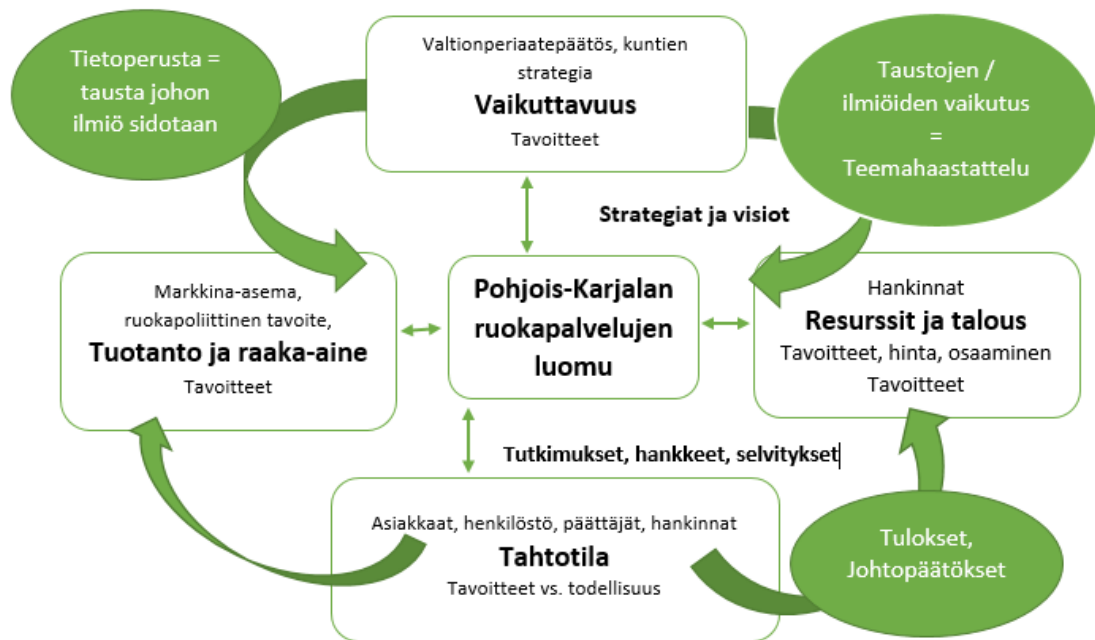 Tietoperusta =
tausta johon
ilmiö sidotaan
Valtionperiaatepäätös, kuntien
strategia
Vaikuttavuus
Tavoitteet
Taustojen /
ilmiöiden vaikutus
=
Teemahaastattelu
Strategiat ja visiot
Markkina-asema,
ruokapoliittinen tavoite,
Tuotanto ja raaka-aine
Tavoitteet
Pohjois-Karjalan
ruokapalvelujen
luomu
Hankinnat
Resurssit ja talous
Tavoitteet, hinta, osaaminen
Tavoitteet
Tutkimukset, hankkeet, selvitykset
Asiakkaat, henkilöstö, päättäjät, hankinnat
Tahtotila
Tavoitteet vs. todellisuus
Tulokset,
Johtopäätökset